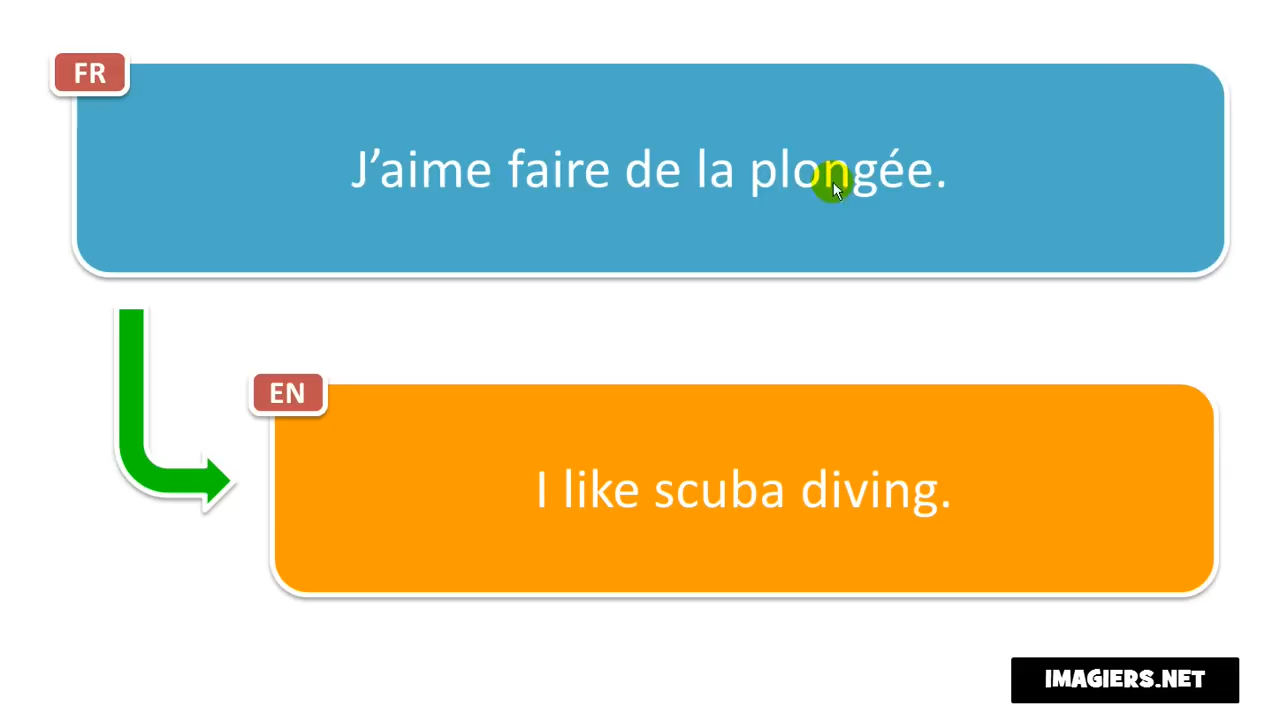 FR
J’aime faire de la plongée.
EN
I like scuba diving.
IMAGIERS.NET